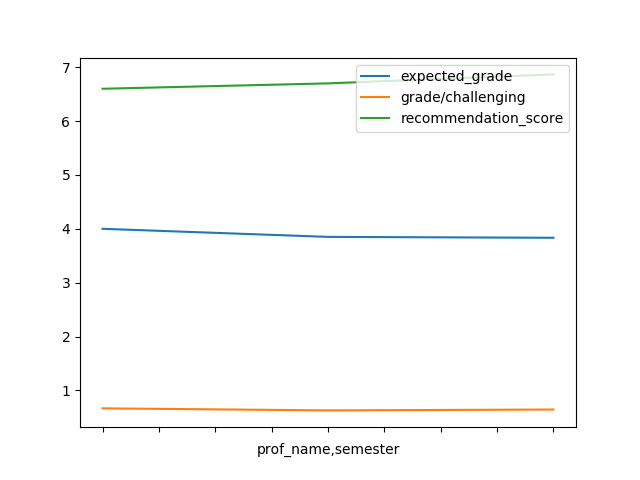 7
6
5
4
3
2
1
expected_grade
grade/challenging
recommendation_score
prof_name,semester